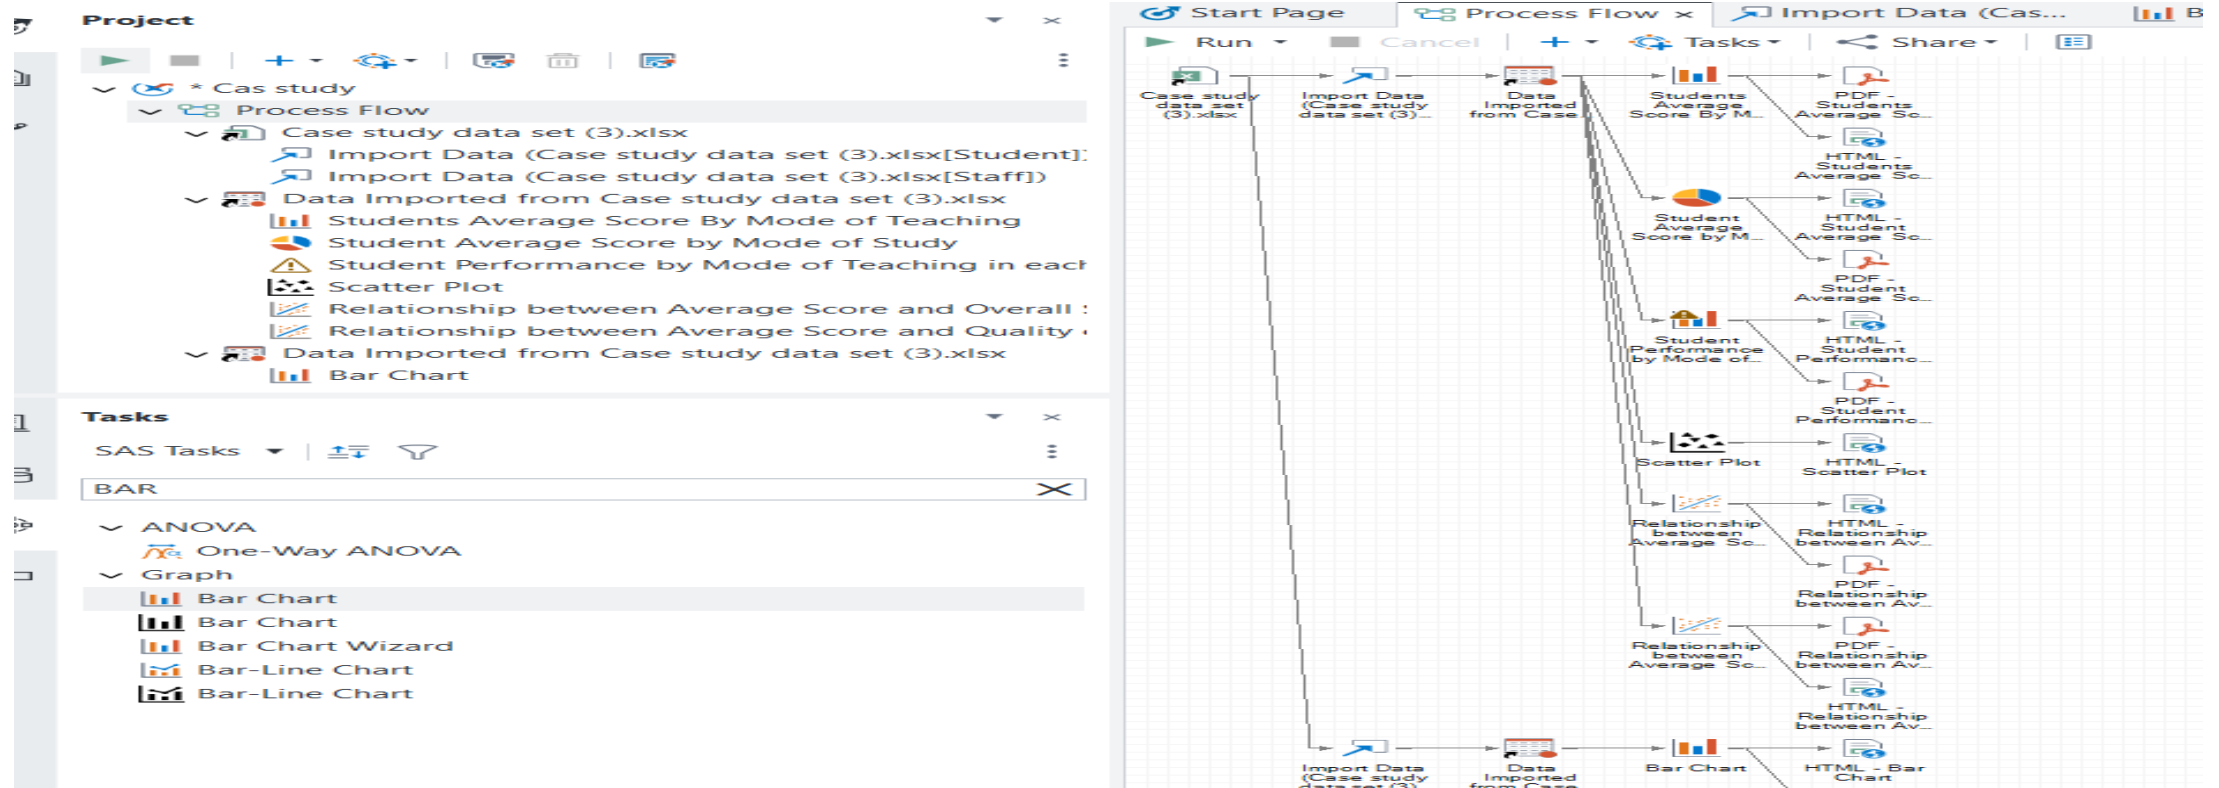 Project
* Cas study
Process Flow
Case study data set (3).xlsx
Import Data (Case study data set (3).xlsx[Student])
Import Data (Case study data set (3).xlsx[Staff])
Data Imported from Case study data set (3).xlsx
Students Average Score By Mode of Teaching
Student Average Score by Mode of Study
Student Performance by Mode of Teaching in each
Scatter Plot
Relationship between Average Score and Overall
Relationship between Average Score and Quality
Data Imported from Case study data set (3).xlsx
Bar Chart
Tasks
SAS Tasks
BAR
ANOVA
One-Way ANOVA
Graph
Bar Chart
Bar Chart
Bar Chart Wizard
Bar-Line Chart
Bar-Line Chart
Start Page
Process Flow
Import Data (Cas...
B
Run
Cancel
Tasks
Share
Case study
data set
(3).xlsx
Import Data
(Case study
data set (3)...
Data
Imported
from Case
Students
Average
Score By M...
PDF -
Students
Average Sc...
HTML -
Students
Average Sc...
Student
Average
Score by M...
HTML -
Student
Average Sc...
PDF -
Student
Average Sc...
Student
Performance
by Mode of...
HTML -
Student
Performanc...
PDF -
Student
Performanc...
Scatter Plot
HTML -
Scatter Plot
Relationship
between
Average Sc...
HTML -
Relationship
between Av...
PDF -
Relationship
between Av...
Relationship
between
Average Sc...
PDF -
Relationship
between Av...
HTML -
Relationship
between Av...
Import Data
(Case study
data set (3)
Data
Imported
from Case
Bar Chart
HTML - Bar
Chart